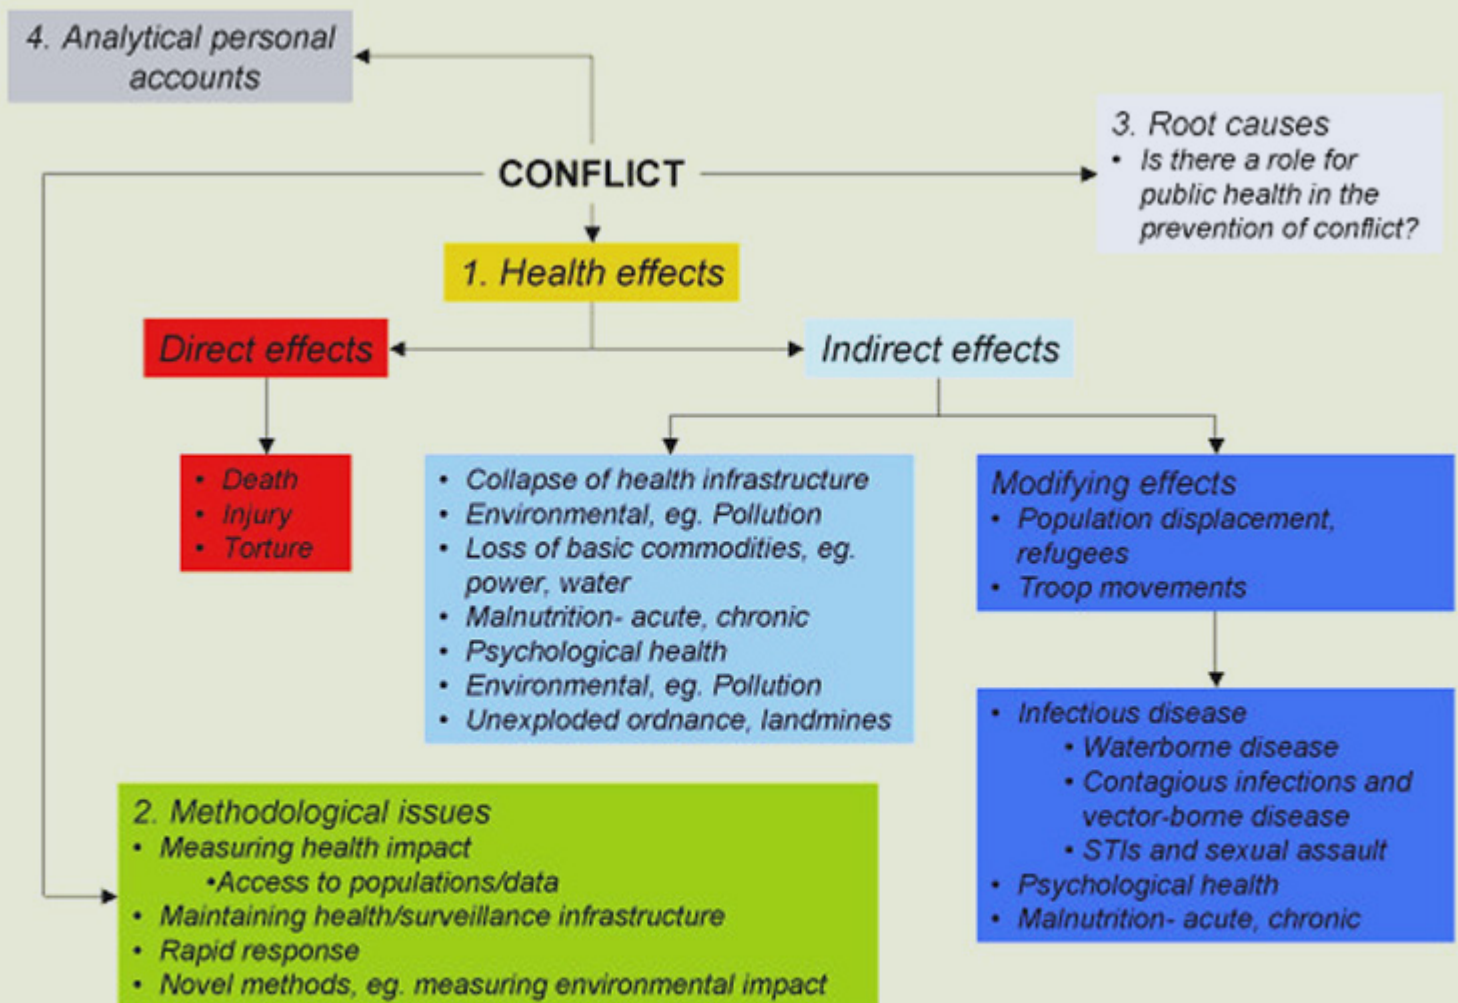 4. Analytical personal
accounts
3. Root causes
• Is there a role for
public health in the
prevention of conflict?
CONFLICT
1. Health effects
Direct effects
Indirect effects
• Death
• Injury
• Torture
• Collapse of health infrastructure
• Environmental, eg. Pollution
• Loss of basic commodities, eg.
power, water
• Malnutrition- acute, chronic
• Psychological health
• Environmental, eg. Pollution
• Unexploded ordnance, landmines
Modifying effects
• Population displacement,
refugees
• Troop movements
• Infectious disease
• Waterborne disease
• Contagious infections and
vector-borne disease
• STIs and sexual assault
• Psychological health
• Malnutrition- acute, chronic
2. Methodological issues
• Measuring health impact
•Access to populations/data
• Maintaining health/surveillance infrastructure
• Rapid response
• Novel methods, eg. measuring environmental impact